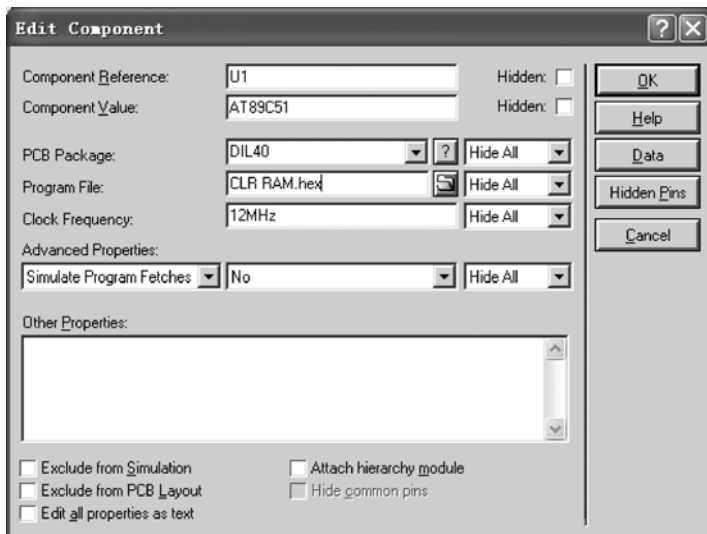 Edit Component
Component Reference: U1 Hidden: OK
Component Value: AT89C51 Hidden: Help
PCB Package: DIL40 ? Hide All Data
Program File: CLR RAM.hex Hide All Hidden Pins
Clock Frequency: 12MHz Hide All Cancel
Advanced Properties:
Simulate Program Fetches No Hide All
Other Properties:
Exclude from Simulation Attach hierarchy module
Exclude from PCB Layout Hide common pins
Edit all properties as text